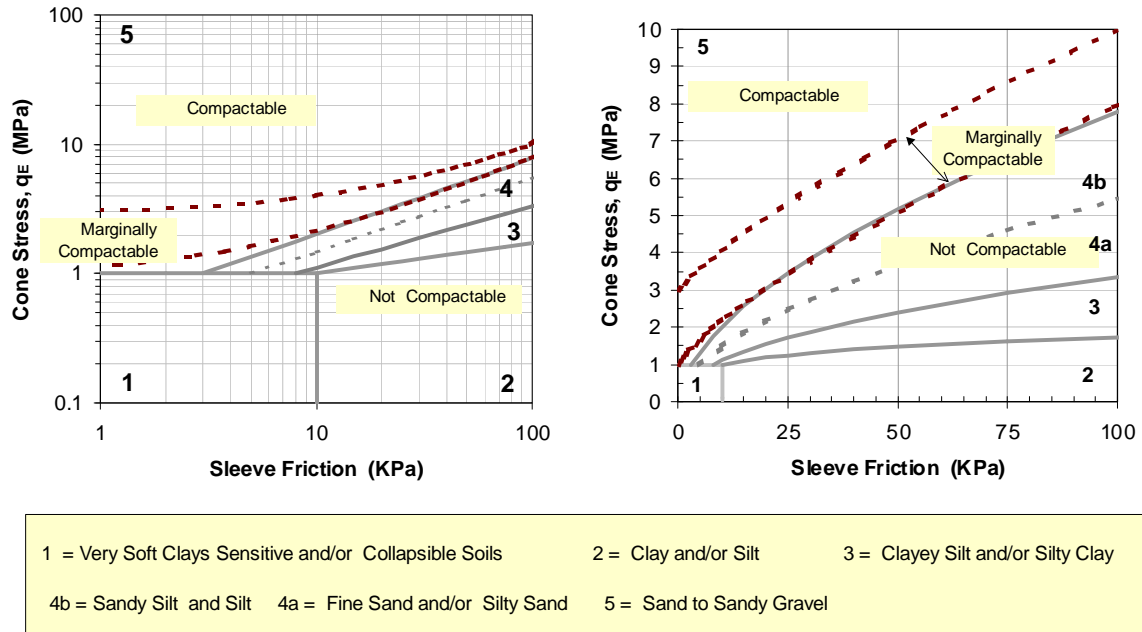 100
10
1
0.1
Cone Stress, qE (MPa)
5
Compactable
4
Marginally
Compactable
3
Not Compactable
1
2
1
10
100
Sleeve Friction (KPa)
10
9
8
7
6
5
4
3
2
1
0
Cone Stress, qE (MPa)
5
Compactable
Marginally
Compactable
4b
Not Compactable
4a
3
1
2
0
25
50
75
100
Sleeve Friction (KPa)
1 = Very Soft Clays Sensitive and/or Collapsible Soils 2 = Clay and/or Silt 3 = Clayey Silt and/or Silty Clay
4b = Sandy Silt and Silt 4a = Fine Sand and/or Silty Sand 5 = Sand to Sandy Gravel